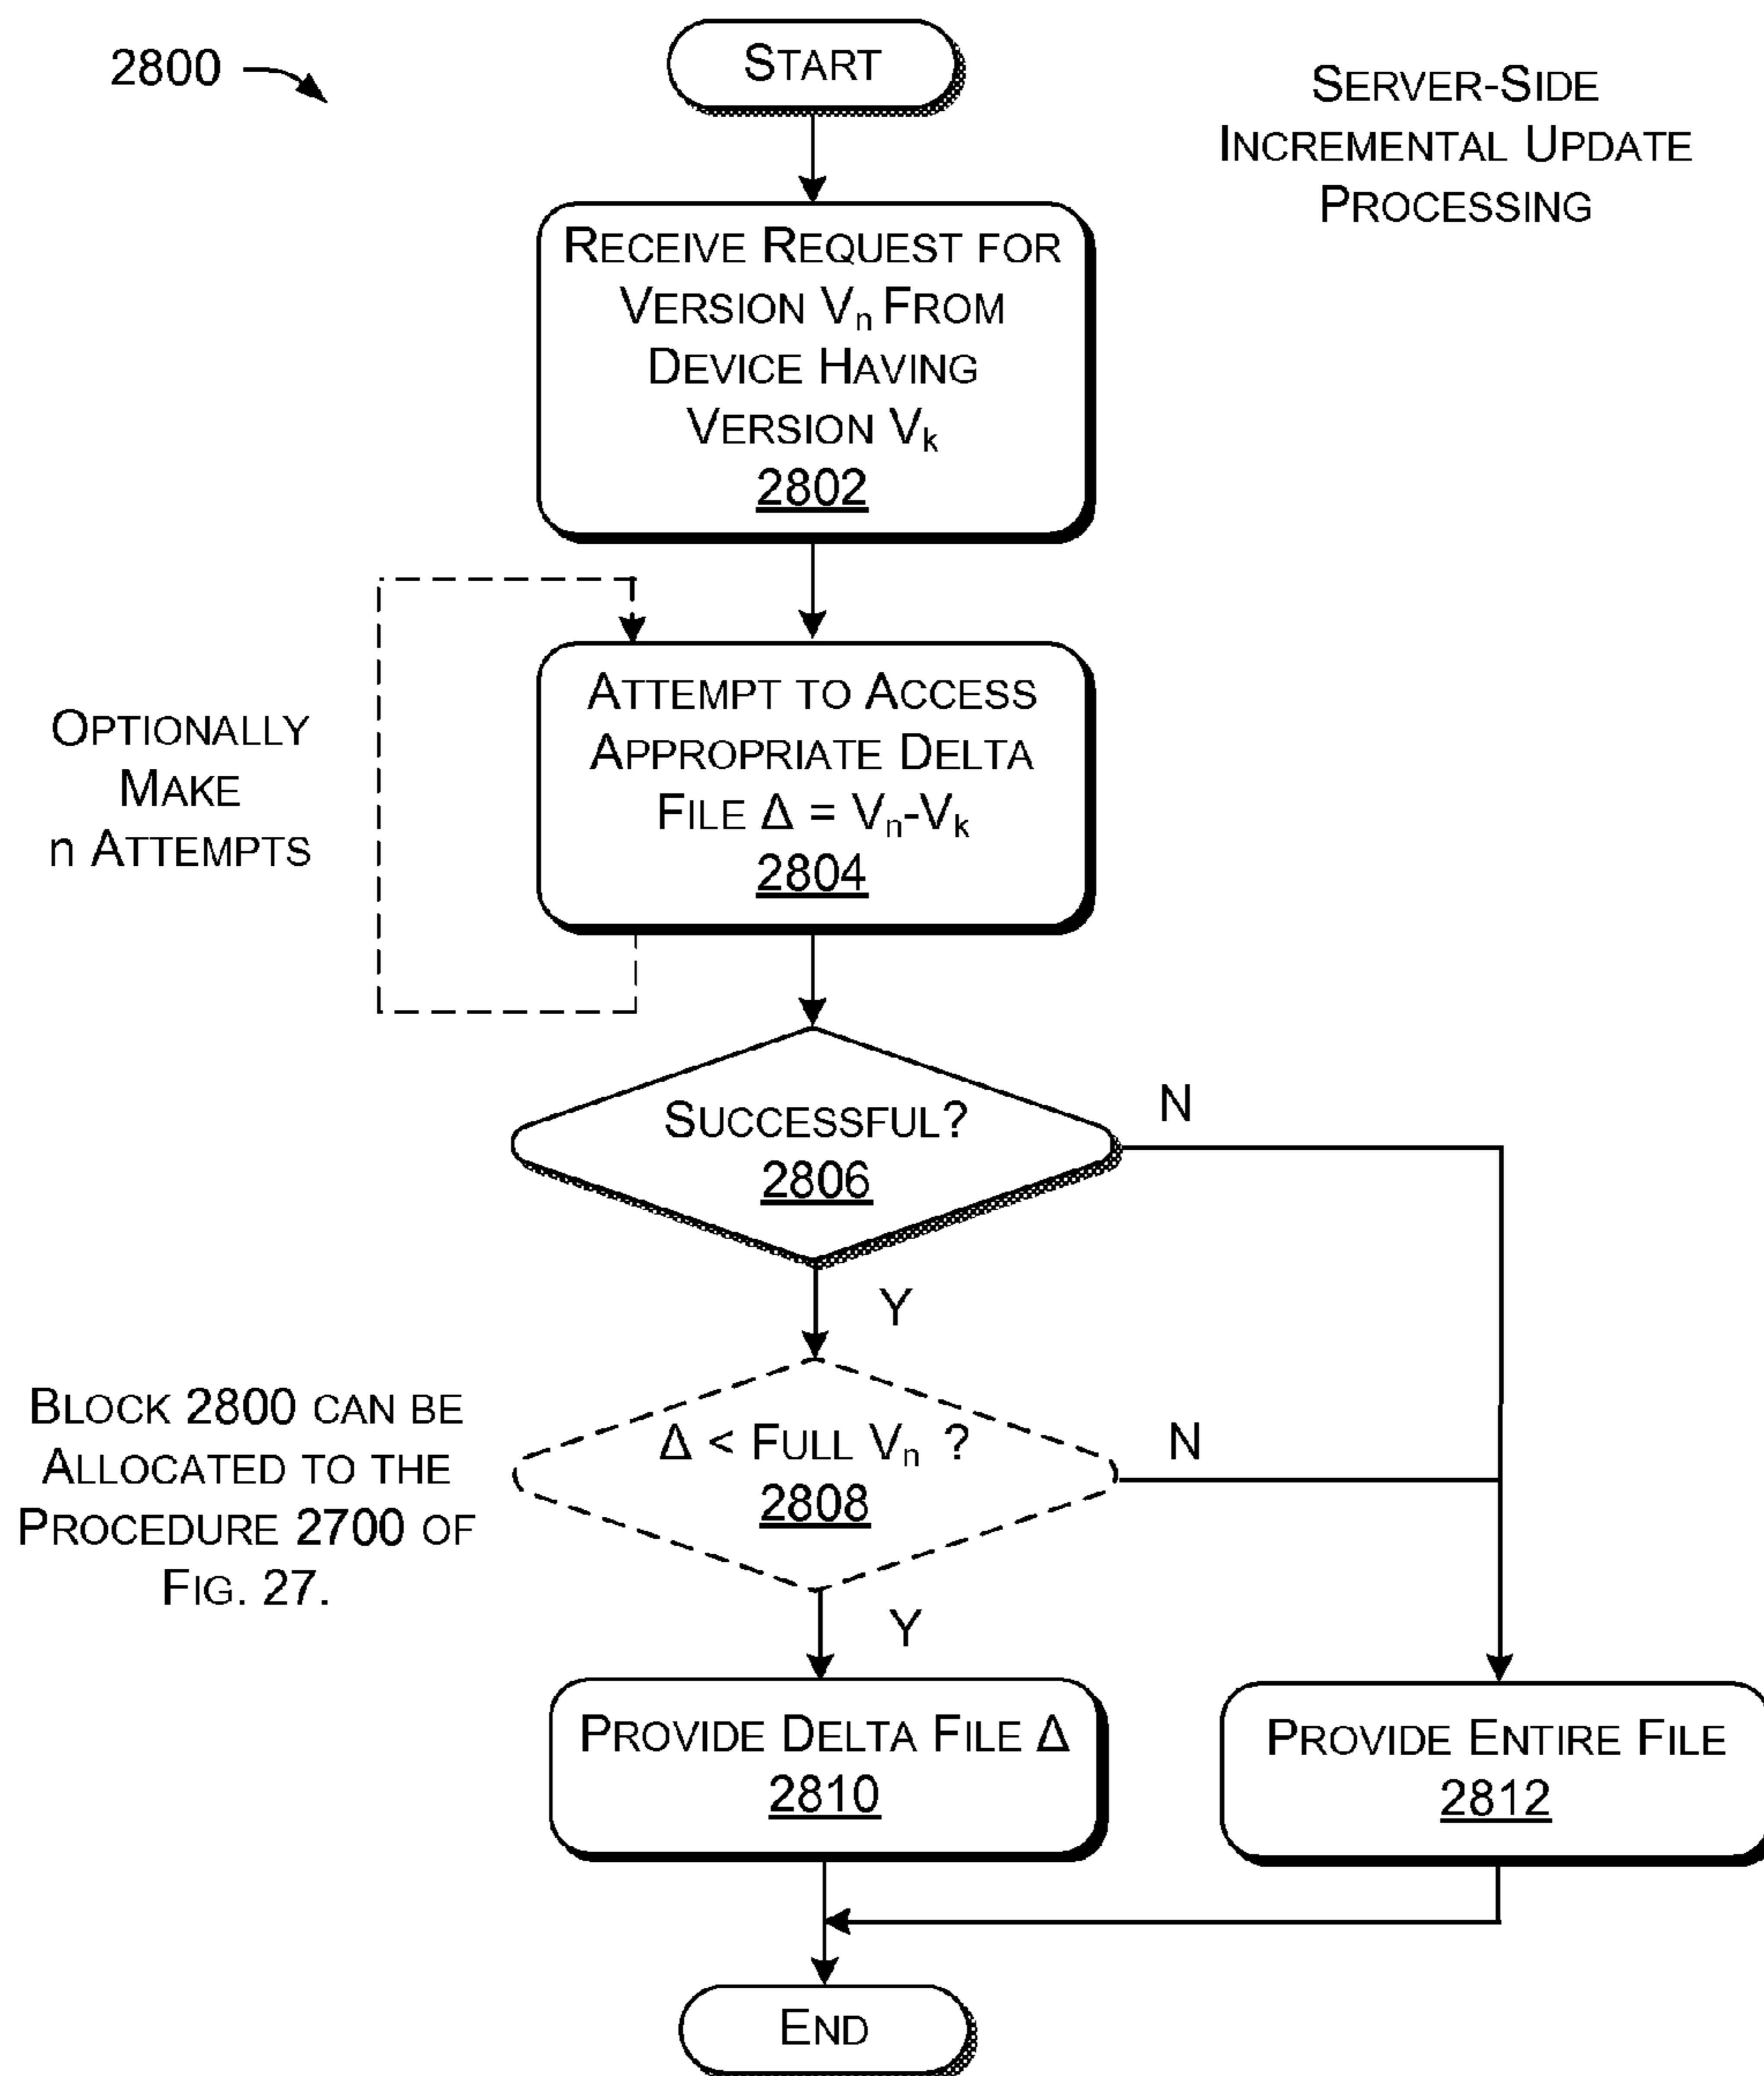 2800
START
SERVER-SIDE
INCREMENTAL UPDATE
PROCESSING
RECEIVE REQUEST FOR
VERSION Vn FROM
DEVICE HAVING
VERSION Vk
2802
OPTIONALLY
MAKE
n ATTEMPTS
ATTEMPT TO ACCESS
APPROPRIATE DELTA
FILE Δ = Vn-Vk
2804
SUCCESSFUL?
2806
N
Y
BLOCK 2800 CAN BE
ALLOCATED TO THE
PROCEDURE 2700 OF
FIG. 27.
Δ < FULL Vn ?
2808
N
Y
PROVIDE DELTA FILE Δ
2810
PROVIDE ENTIRE FILE
2812
END